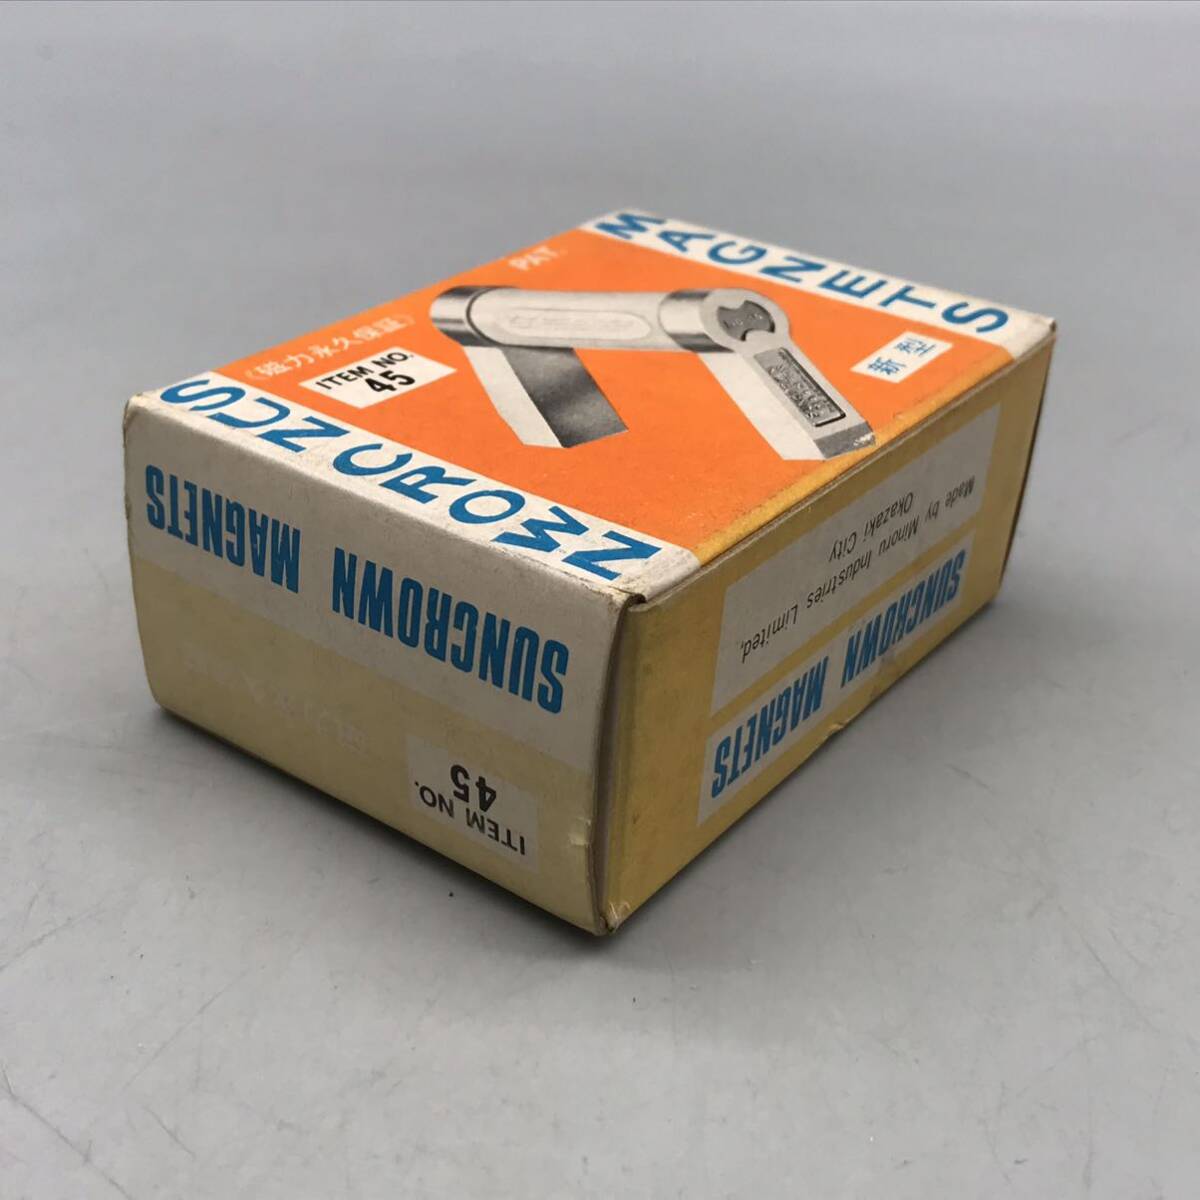 MAGNETS
PAT.
新型
《磁力永久保証》
ITEM NO.
45
SUNCROWN
SUNCROWN MAGNETS
ITEM NO.
45
Made by Minoru Industries Limited,
Okazaki City
SUNCROWN MAGNETS